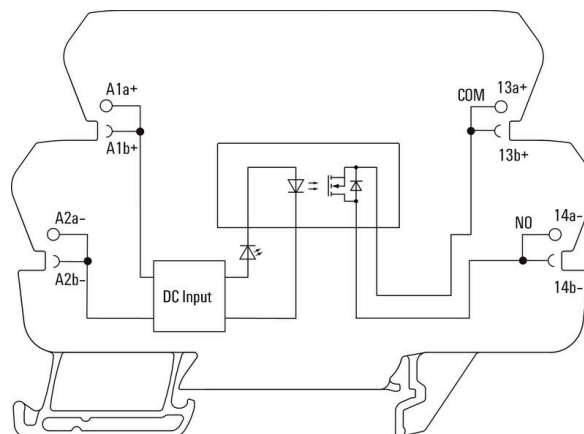 A1a+
A1b+
A2a-
A2b-
DC Input
COM
13a+
13b+
NO
14a-
14b-